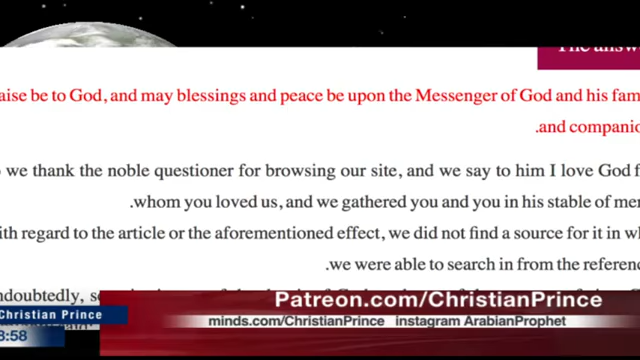 The answ
aise be to God, and may blessings and peace be upon the Messenger of God and his fam
.and companio
we thank the noble questioner for browsing our site, and we say to him I love God f
.whom you loved us, and we gathered you and you in his stable of mer
ith regard to the article or the aforementioned effect, we did not find a source for it in wh
.we were able to search in from the referenc
ndoubtedly,
Patreon.com/ChristianPrince
Christian Prince
minds.com/ChristianPrince instagram ArabianProphet
8:58